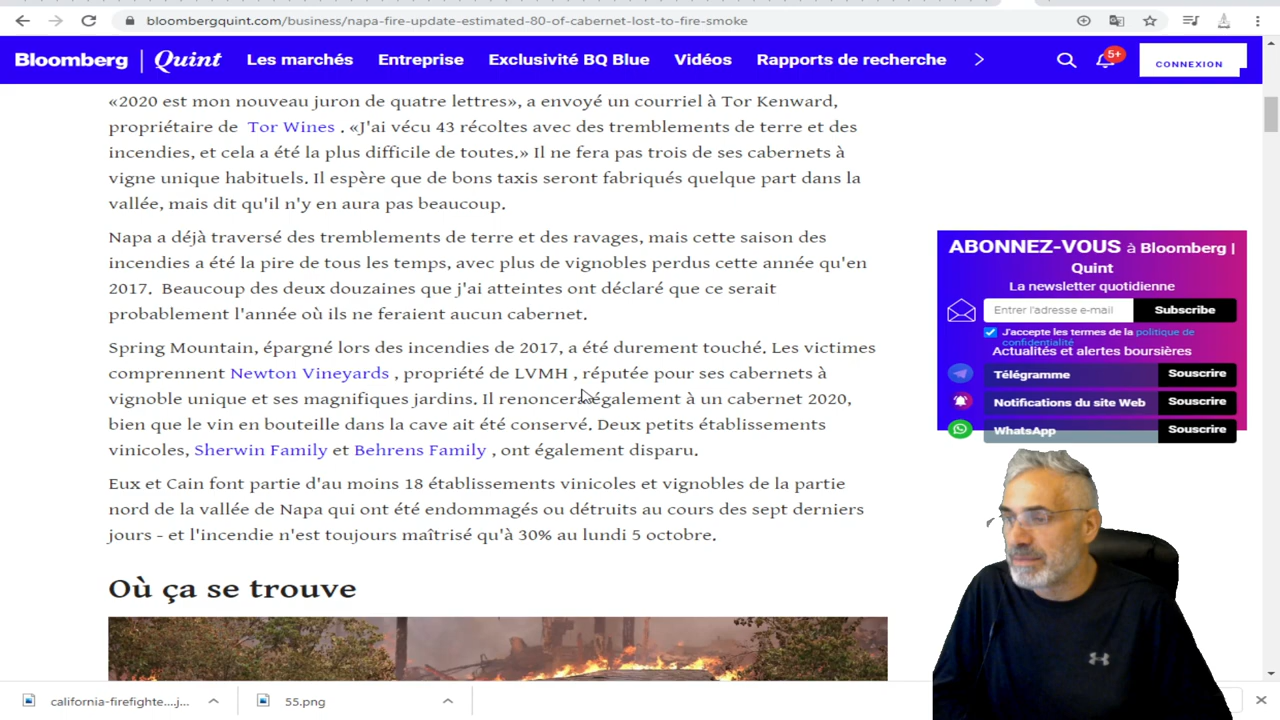 bloombergquint.com/business/napa-fire-update-estimated-80-of-cabernet-lost-to-fire-smoke
Bloomberg | Quint Les marchés Entreprise Exclusivité BQ Blue Vidéos Rapports de recherche 5+ CONNEXION
«2020 est mon nouveau juron de quatre lettres», a envoyé un courriel à Tor Kenward,
propriétaire de Tor Wines . «J'ai vécu 43 récoltes avec des tremblements de terre et des
incendies, et cela a été la plus difficile de toutes.» Il ne fera pas trois de ses cabernets à
vigne unique habituels. Il espère que de bons taxis seront fabriqués quelque part dans la
vallée, mais dit qu'il n'y en aura pas beaucoup.
Napa a déjà traversé des tremblements de terre et des ravages, mais cette saison des
incendies a été la pire de tous les temps, avec plus de vignobles perdus cette année qu'en
2017. Beaucoup des deux douzaines que j'ai atteintes ont déclaré que ce serait
probablement l'année où ils ne feraient aucun cabernet.
Spring Mountain, épargné lors des incendies de 2017, a été durement touché. Les victimes
comprennent Newton Vineyards , propriété de LVMH , réputée pour ses cabernets à
vignoble unique et ses magnifiques jardins. Il renoncera également à un cabernet 2020,
bien que le vin en bouteille dans la cave ait été conservé. Deux petits établissements
vinicoles, Sherwin Family et Behrens Family , ont également disparu.
Eux et Cain font partie d'au moins 18 établissements vinicoles et vignobles de la partie
nord de la vallée de Napa qui ont été endommagés ou détruits au cours des sept derniers
jours - et l'incendie n'est toujours maîtrisé qu'à 30% au lundi 5 octobre.
Où ça se trouve
ABONNEZ-VOUS à Bloomberg |
Quint
La newsletter quotidienne
Entrer l'adresse e-mail Subscribe
J'accepte les termes de la politique de
confidentialité
Actualités et alertes boursières
Télégramme Souscrire
Notifications du site Web Souscrire
WhatsApp Souscrire
california-firefighte....j... 55.png